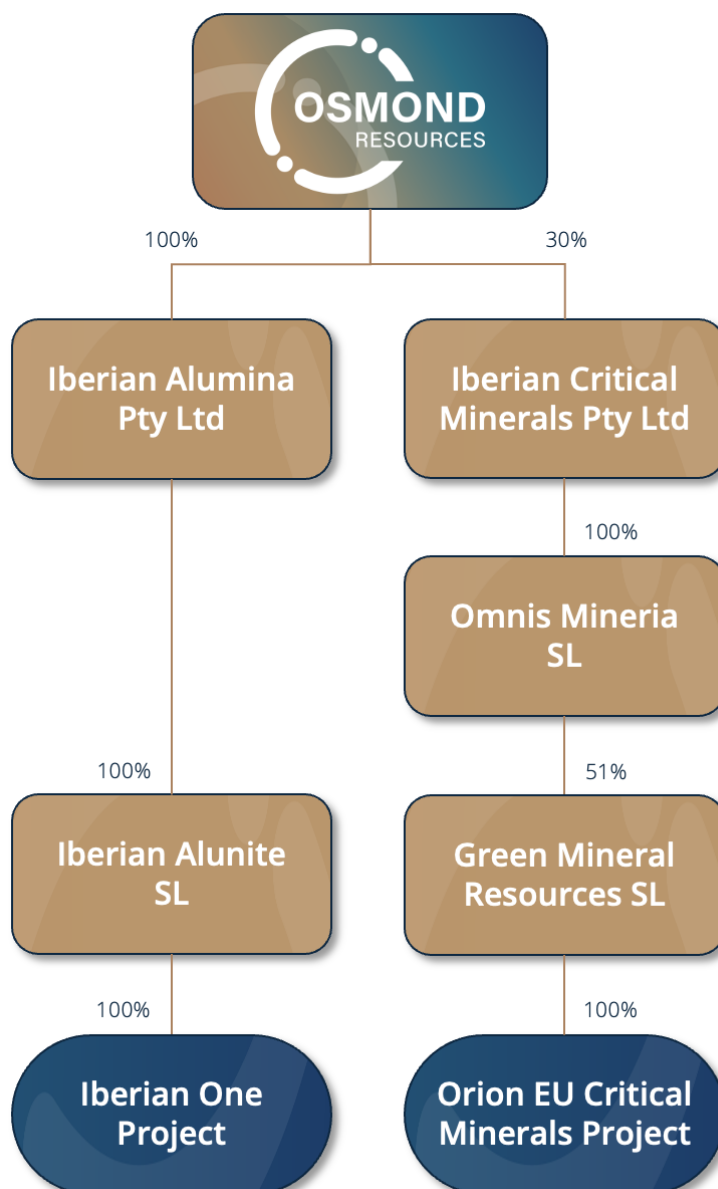 OSMOND
RESOURCES
100%
30%
Iberian Alumina
Pty Ltd
Iberian Critical
Minerals Pty Ltd
100%
Omnis Mineria
SL
100%
51%
Iberian Alunite
SL
Green Mineral
Resources SL
100%
100%
Iberian One
Project
Orion EU Critical
Minerals Project